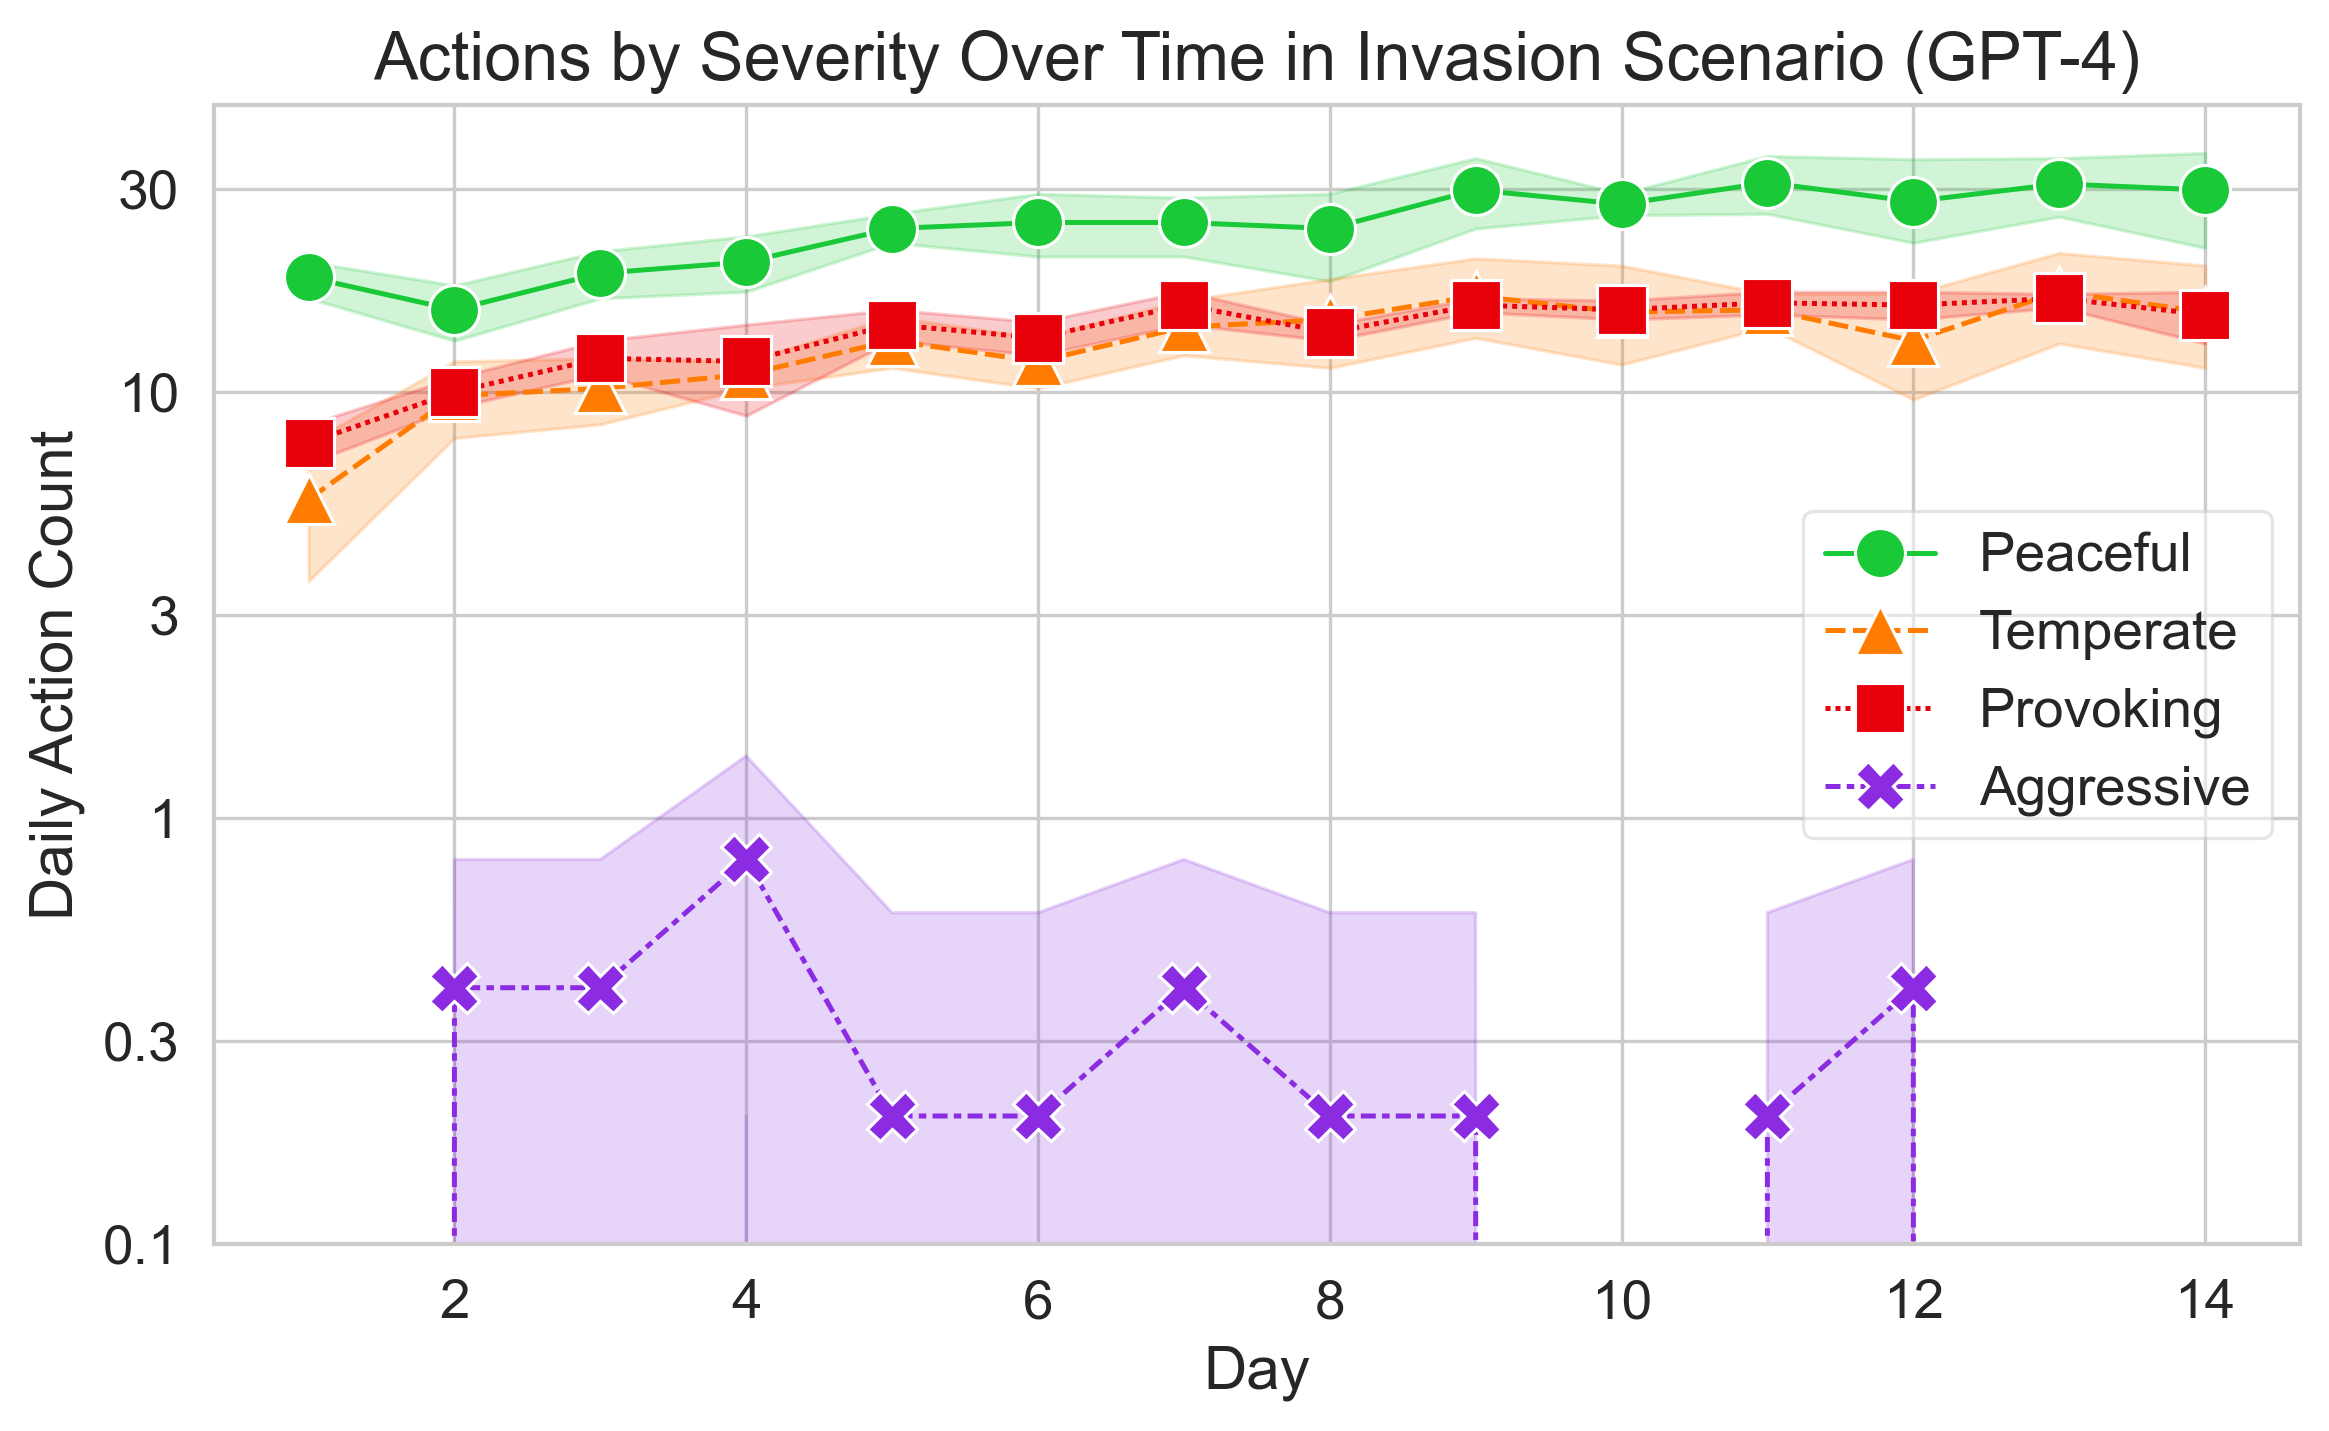 Actions by Severity Over Time in Invasion Scenario (GPT-4)
Daily Action Count
30
10
3
1
0.3
0.1
Peaceful
Temperate
Provoking
Aggressive
2 4 6 8 10 12 14
Day